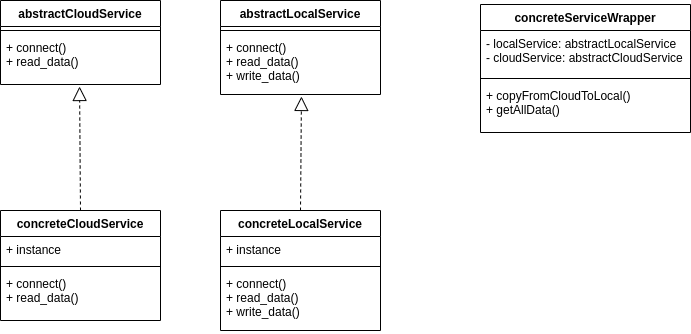 abstractCloudService
+ connect()
+ read_data()
abstractLocalService
+ connect()
+ read_data()
+ write_data()
concreteServiceWrapper
- localService: abstractLocalService
- cloudService: abstractCloudService
+ copyFromCloudToLocal()
+ getAllData()
concreteCloudService
+ instance
+ connect()
+ read_data()
concreteLocalService
+ instance
+ connect()
+ read_data()
+ write_data()